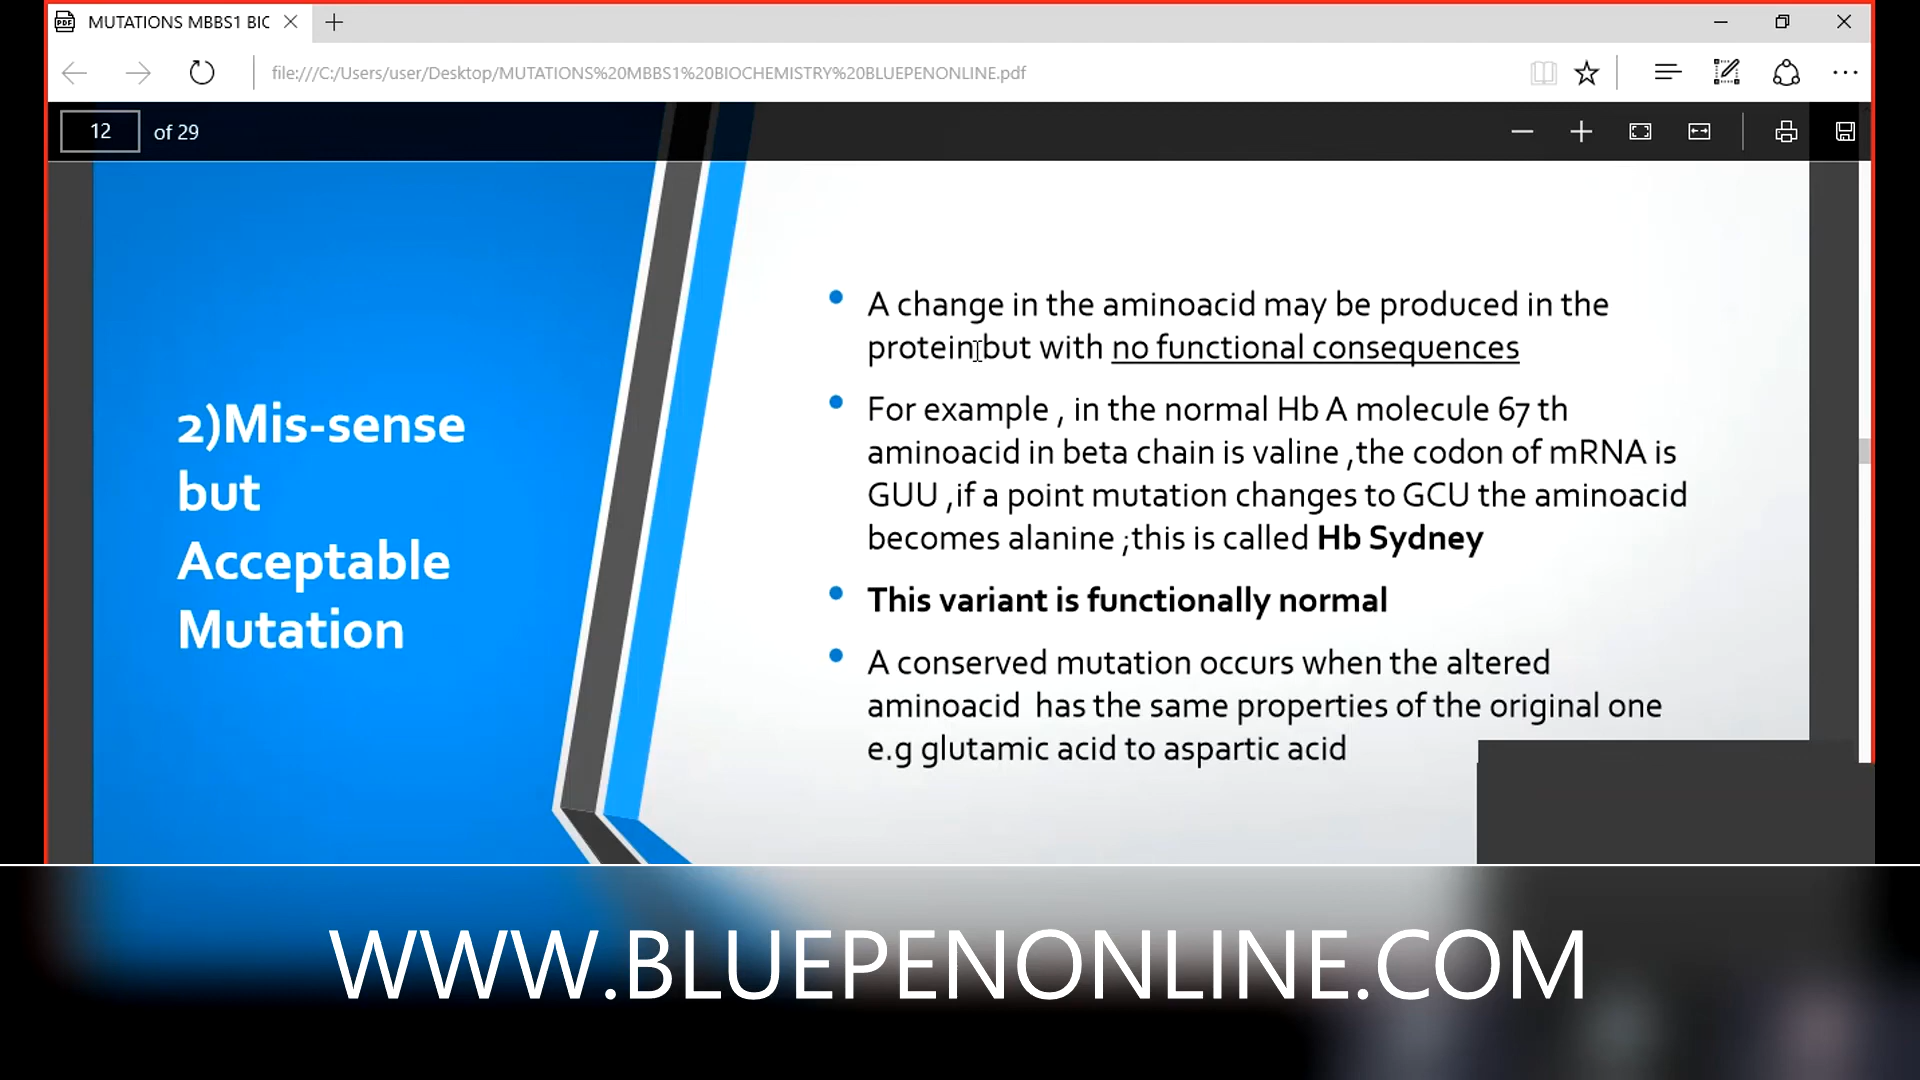 MUTATIONS MBBS1 BIC
file:///C:/Users/user/Desktop/MUTATIONS%20MBBS1%20BIOCHEMISTRY%20BLUEPENONLINE.pdf
12 of 29
2)Mis-sense
but
Acceptable
Mutation
A change in the aminoacid may be produced in the
protein but with no functional consequences
For example , in the normal Hb A molecule 67 th
aminoacid in beta chain is valine ,the codon of mRNA is
GUU ,if a point mutation changes to GCU the aminoacid
becomes alanine ;this is called Hb Sydney
This variant is functionally normal
A conserved mutation occurs when the altered
aminoacid has the same properties of the original one
e.g glutamic acid to aspartic acid
WWW.BLUEPENONLINE.COM